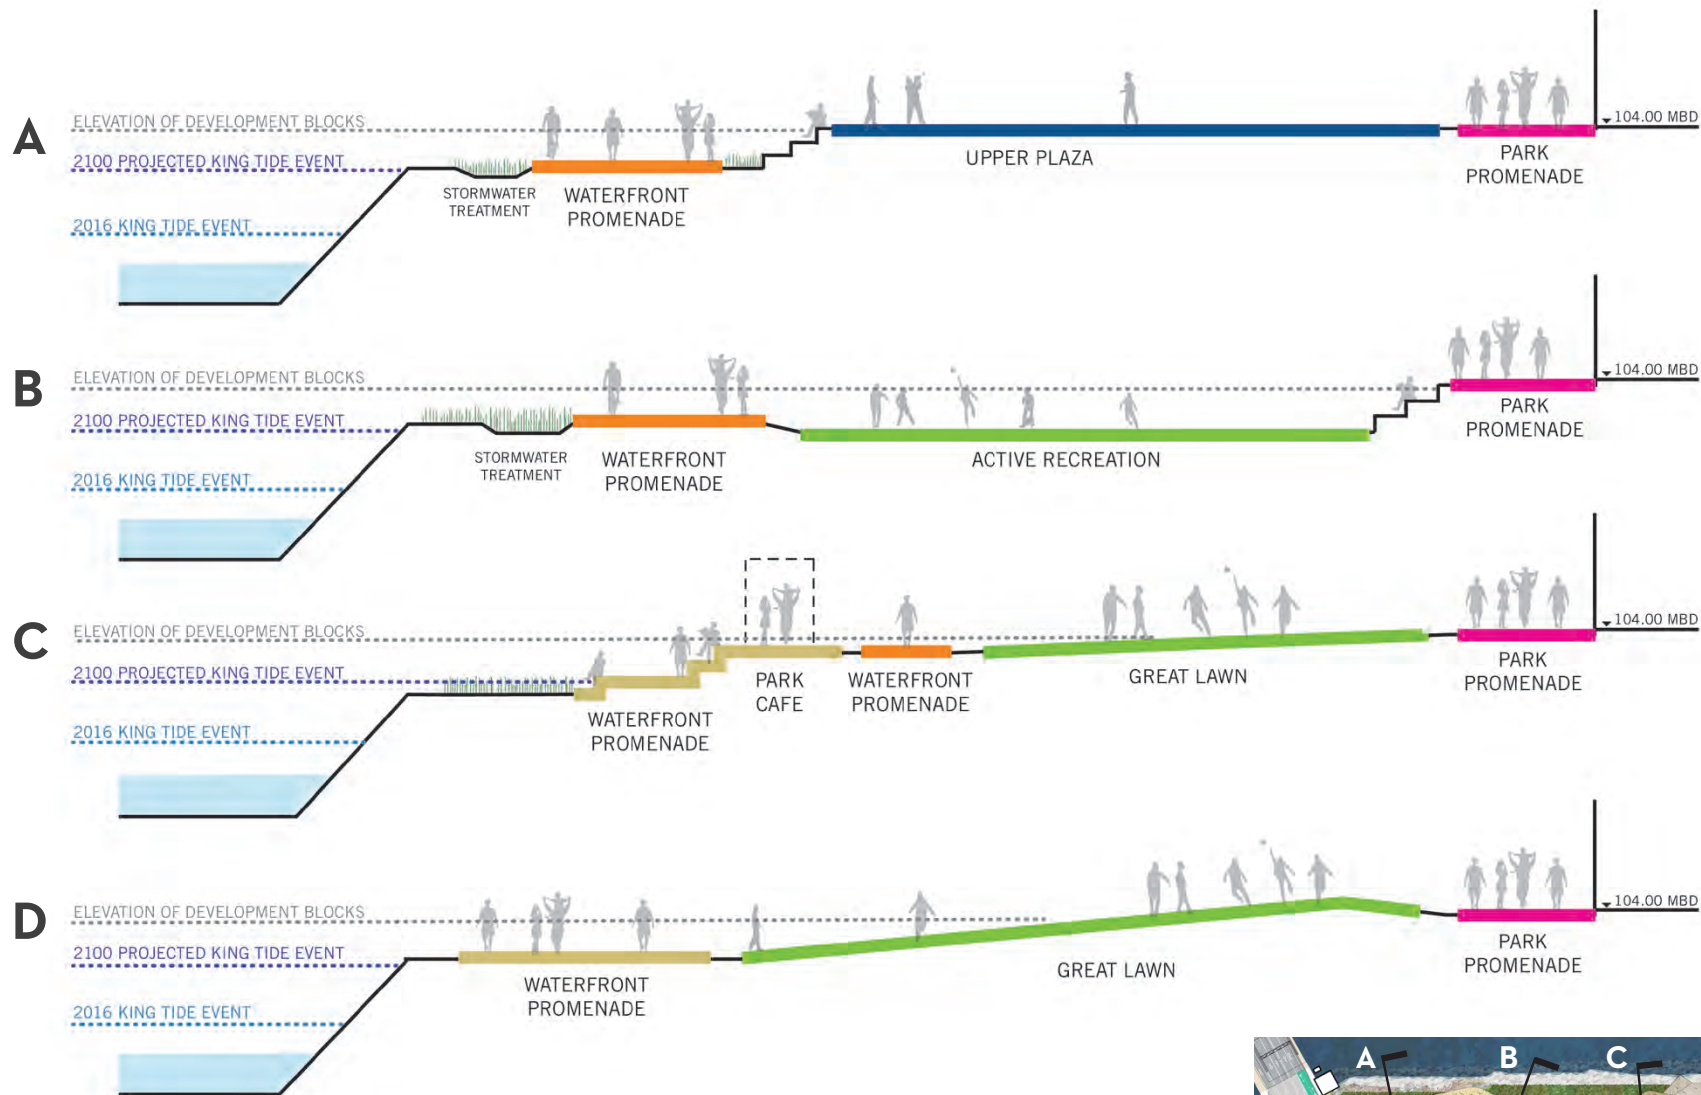 A
ELEVATION OF DEVELOPMENT BLOCKS
2100 PROJECTED KING TIDE EVENT
2016 KING TIDE EVENT
STORMWATER
TREATMENT
WATERFRONT
PROMENADE
UPPER PLAZA
PARK
PROMENADE
104.00 MBD
B
ELEVATION OF DEVELOPMENT BLOCKS
2100 PROJECTED KING TIDE EVENT
2016 KING TIDE EVENT
STORMWATER
TREATMENT
WATERFRONT
PROMENADE
ACTIVE RECREATION
PARK
PROMENADE
104.00 MBD
C
ELEVATION OF DEVELOPMENT BLOCKS
2100 PROJECTED KING TIDE EVENT
2016 KING TIDE EVENT
WATERFRONT
PROMENADE
PARK
CAFE
WATERFRONT
PROMENADE
GREAT LAWN
PARK
PROMENADE
104.00 MBD
D
ELEVATION OF DEVELOPMENT BLOCKS
2100 PROJECTED KING TIDE EVENT
2016 KING TIDE EVENT
WATERFRONT
PROMENADE
GREAT LAWN
PARK
PROMENADE
104.00 MBD
A B C